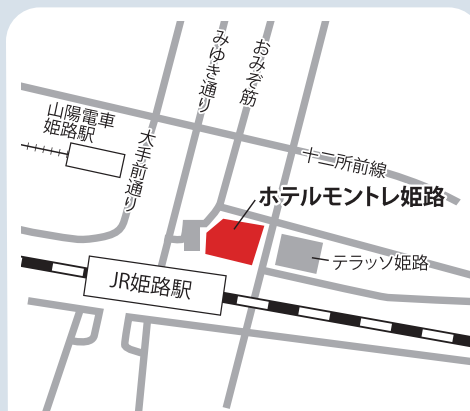 みゆき通り
おみぞ筋
山陽電車
姫路駅
大手前通り
十二所前線
ホテルモントレ姫路
テラッソ姫路
JR姫路駅